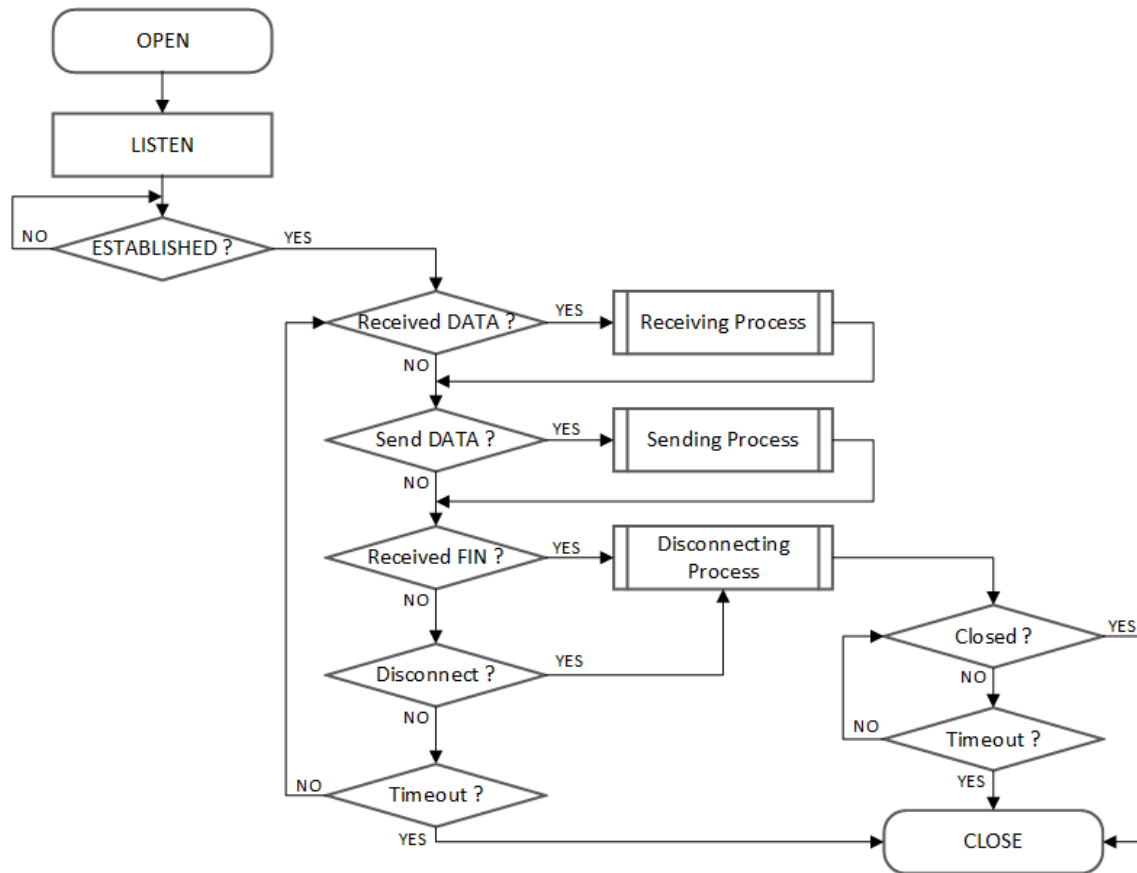 OPEN
LISTEN
NO
ESTABLISHED ?
YES
Received DATA ?
YES
Receiving Process
NO
Send DATA ?
YES
Sending Process
NO
Received FIN ?
YES
Disconnecting
Process
NO
Closed ?
YES
Disconnect ?
YES
NO
NO
NO
Timeout ?
NO
Timeout ?
YES
YES
CLOSE